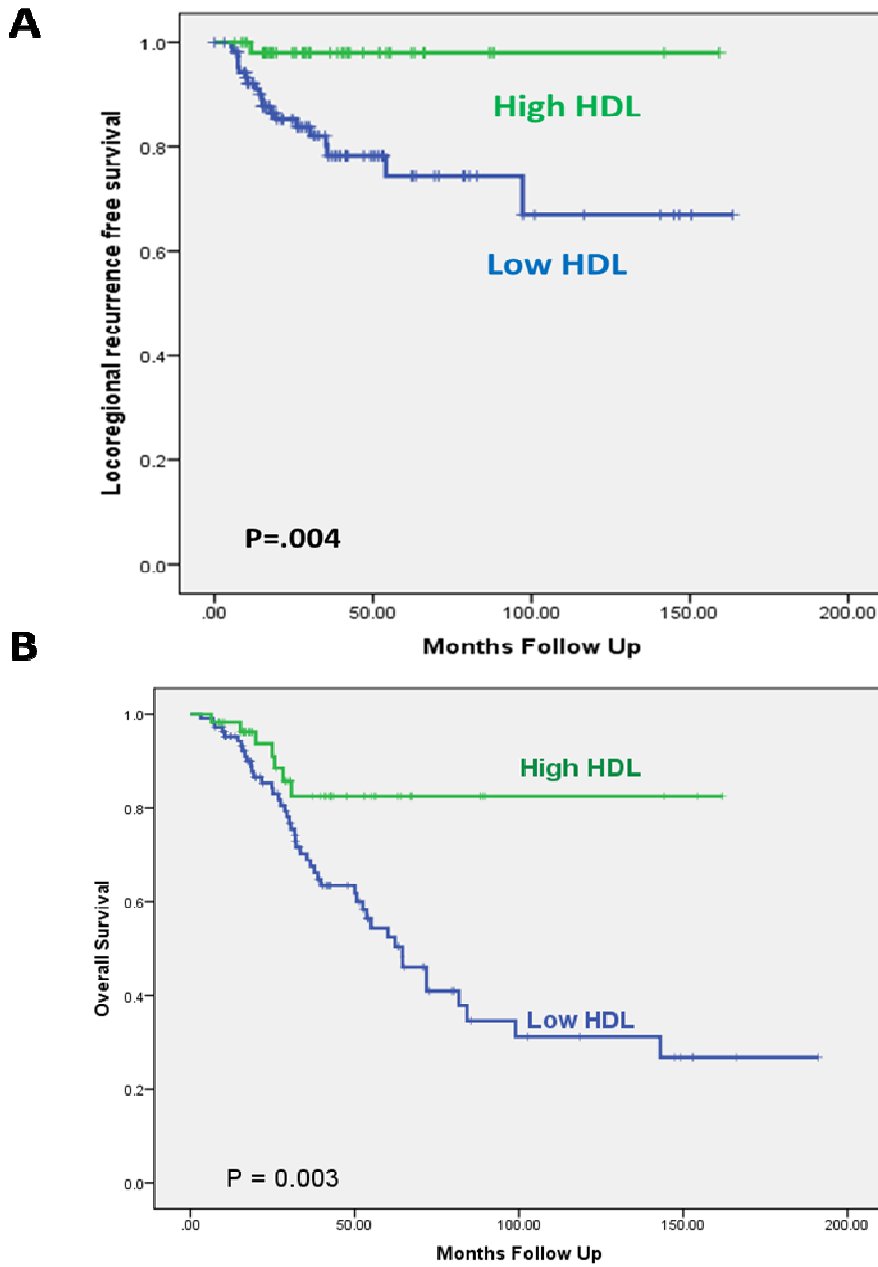 A
1.0
0.8
0.6
0.4
0.2
0.0
Locoregional recurrence free survival
High HDL
Low HDL
P=.004
.00 50.00 100.00 150.00 200.00
Months Follow Up
B
1.0
0.8
0.6
0.4
0.2
0.0
Overall Survival
High HDL
Low HDL
P = 0.003
.00 50.00 100.00 150.00 200.00
Months Follow Up